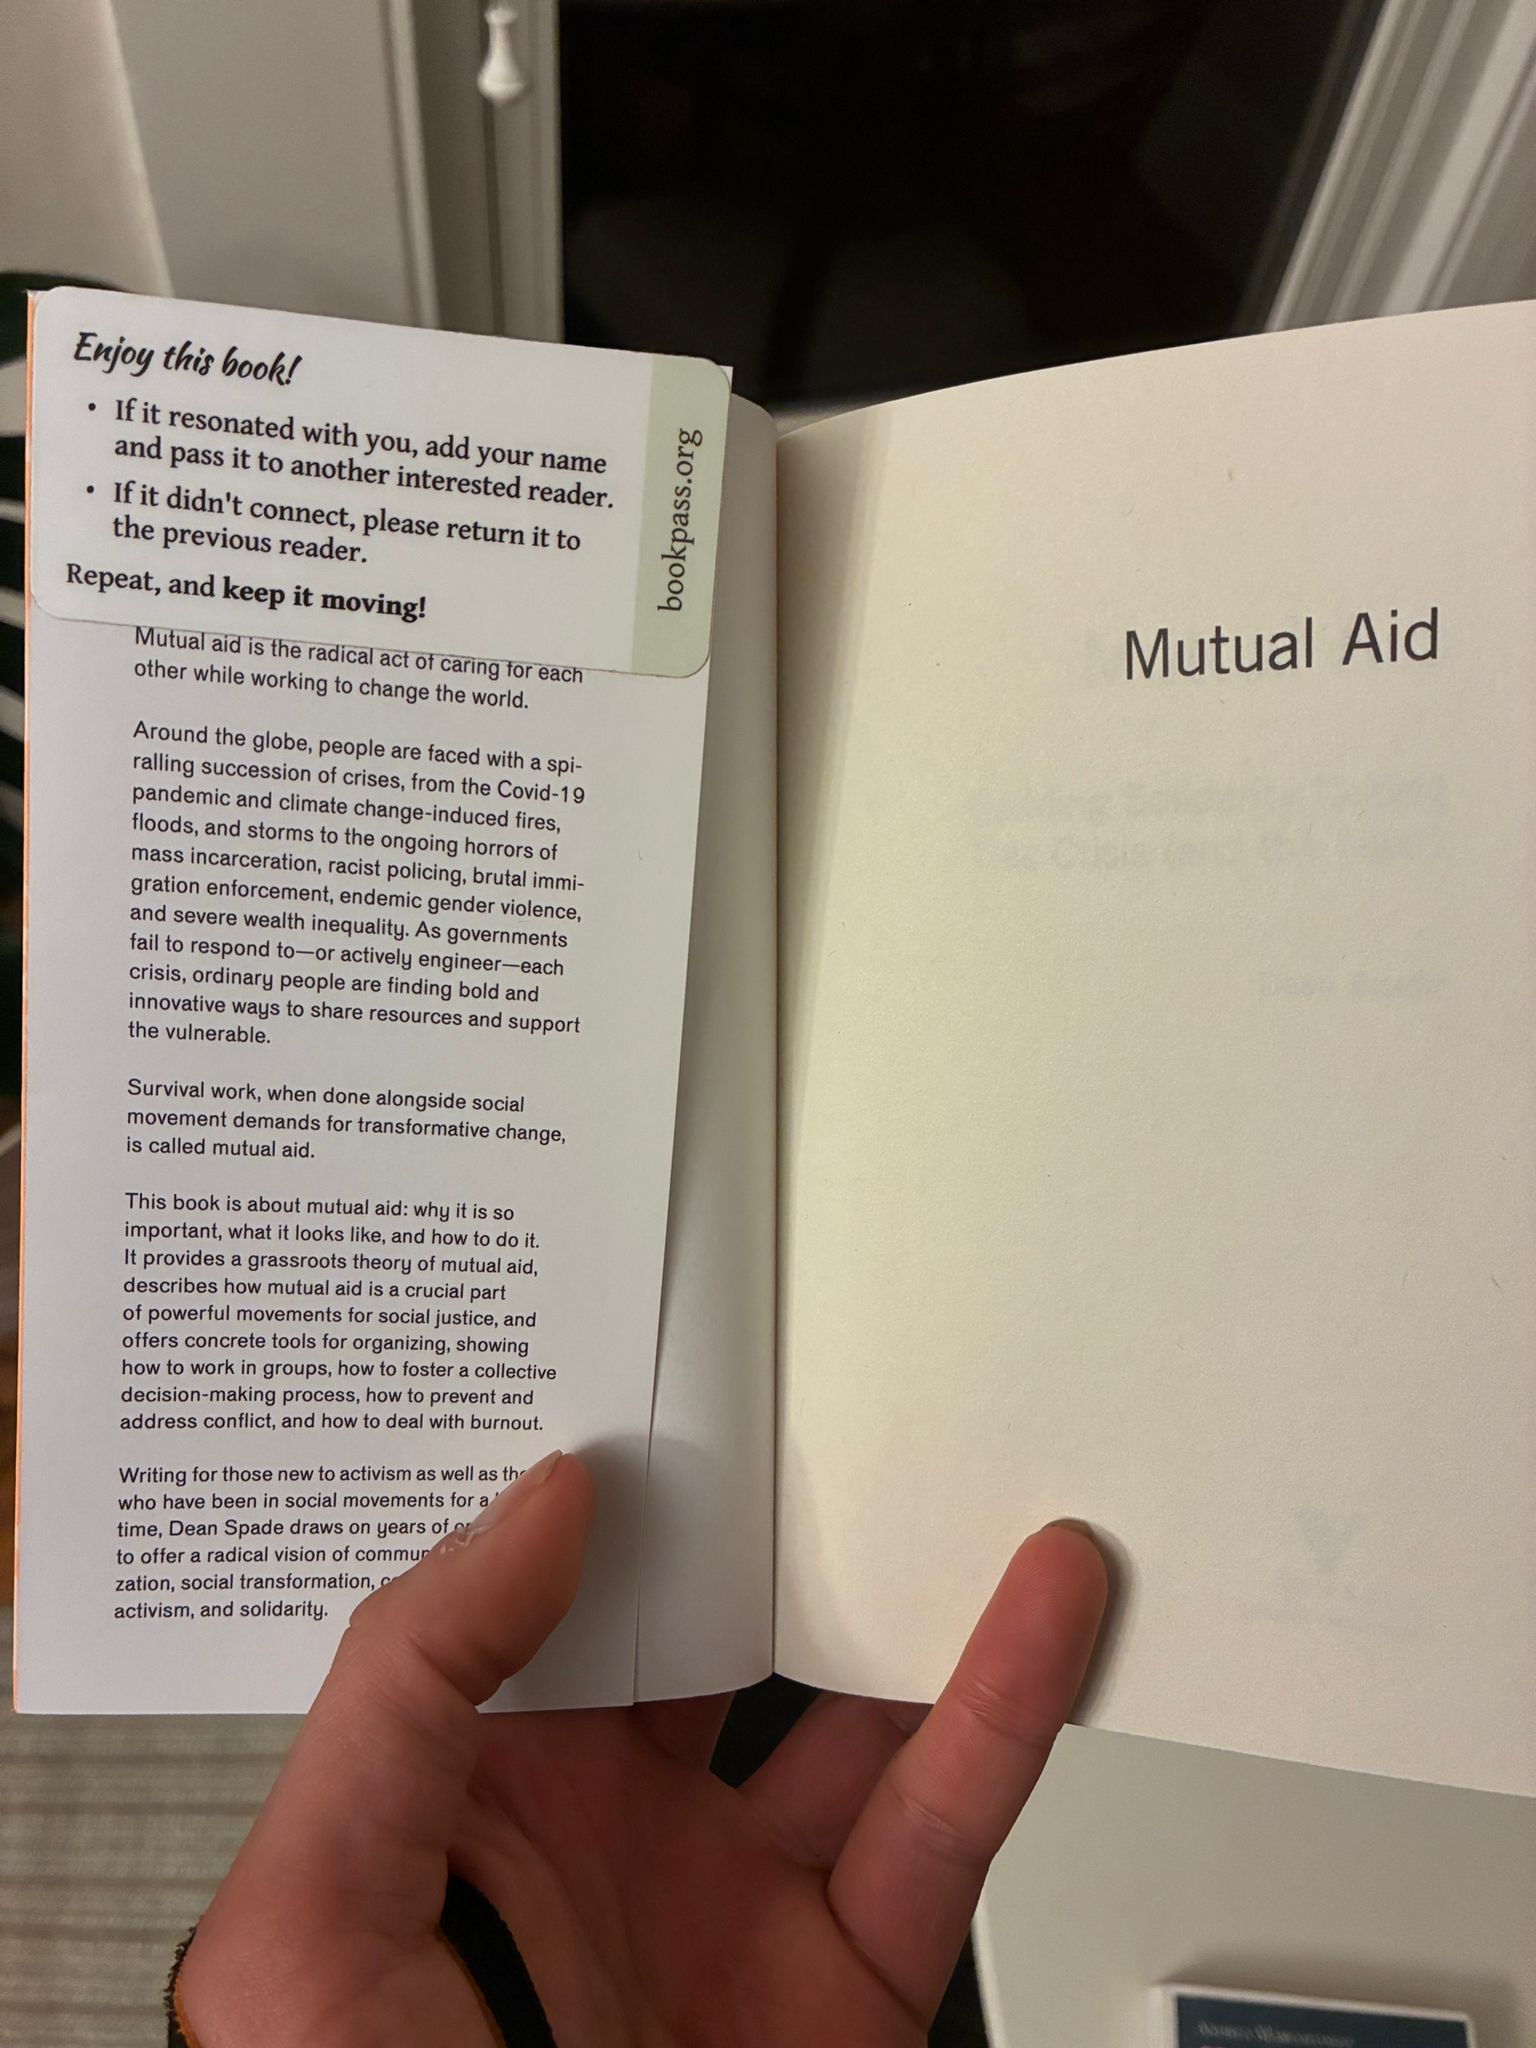 Enjoy this book!
• If it resonated with you, add your name
and pass it to another interested reader.
• If it didn't connect, please return it to
the previous reader.
Repeat, and keep it moving!
bookpass.org
Mutual aid is the radical act of caring for each
other while working to change the world.
Around the globe, people are faced with a spi-
ralling succession of crises, from the Covid-19
pandemic and climate change-induced fires,
floods, and storms to the ongoing horrors of
mass incarceration, racist policing, brutal immi-
gration enforcement, endemic gender violence,
and severe wealth inequality. As governments
fail to respond to—or actively engineer—each
crisis, ordinary people are finding bold and
innovative ways to share resources and support
the vulnerable.
Survival work, when done alongside social
movement demands for transformative change,
is called mutual aid.
This book is about mutual aid: why it is so
important, what it looks like, and how to do it.
It provides a grassroots theory of mutual aid,
describes how mutual aid is a crucial part
of powerful movements for social justice, and
offers concrete tools for organizing, showing
how to work in groups, how to foster a collective
decision-making process, how to prevent and
address conflict, and how to deal with burnout.
Writing for those new to activism as well as
who have been in social movements for a
time, Dean Spade draws on years of
to offer a radical vision of
zation, social transformation,
activism, and solidarity.
Mutual Aid